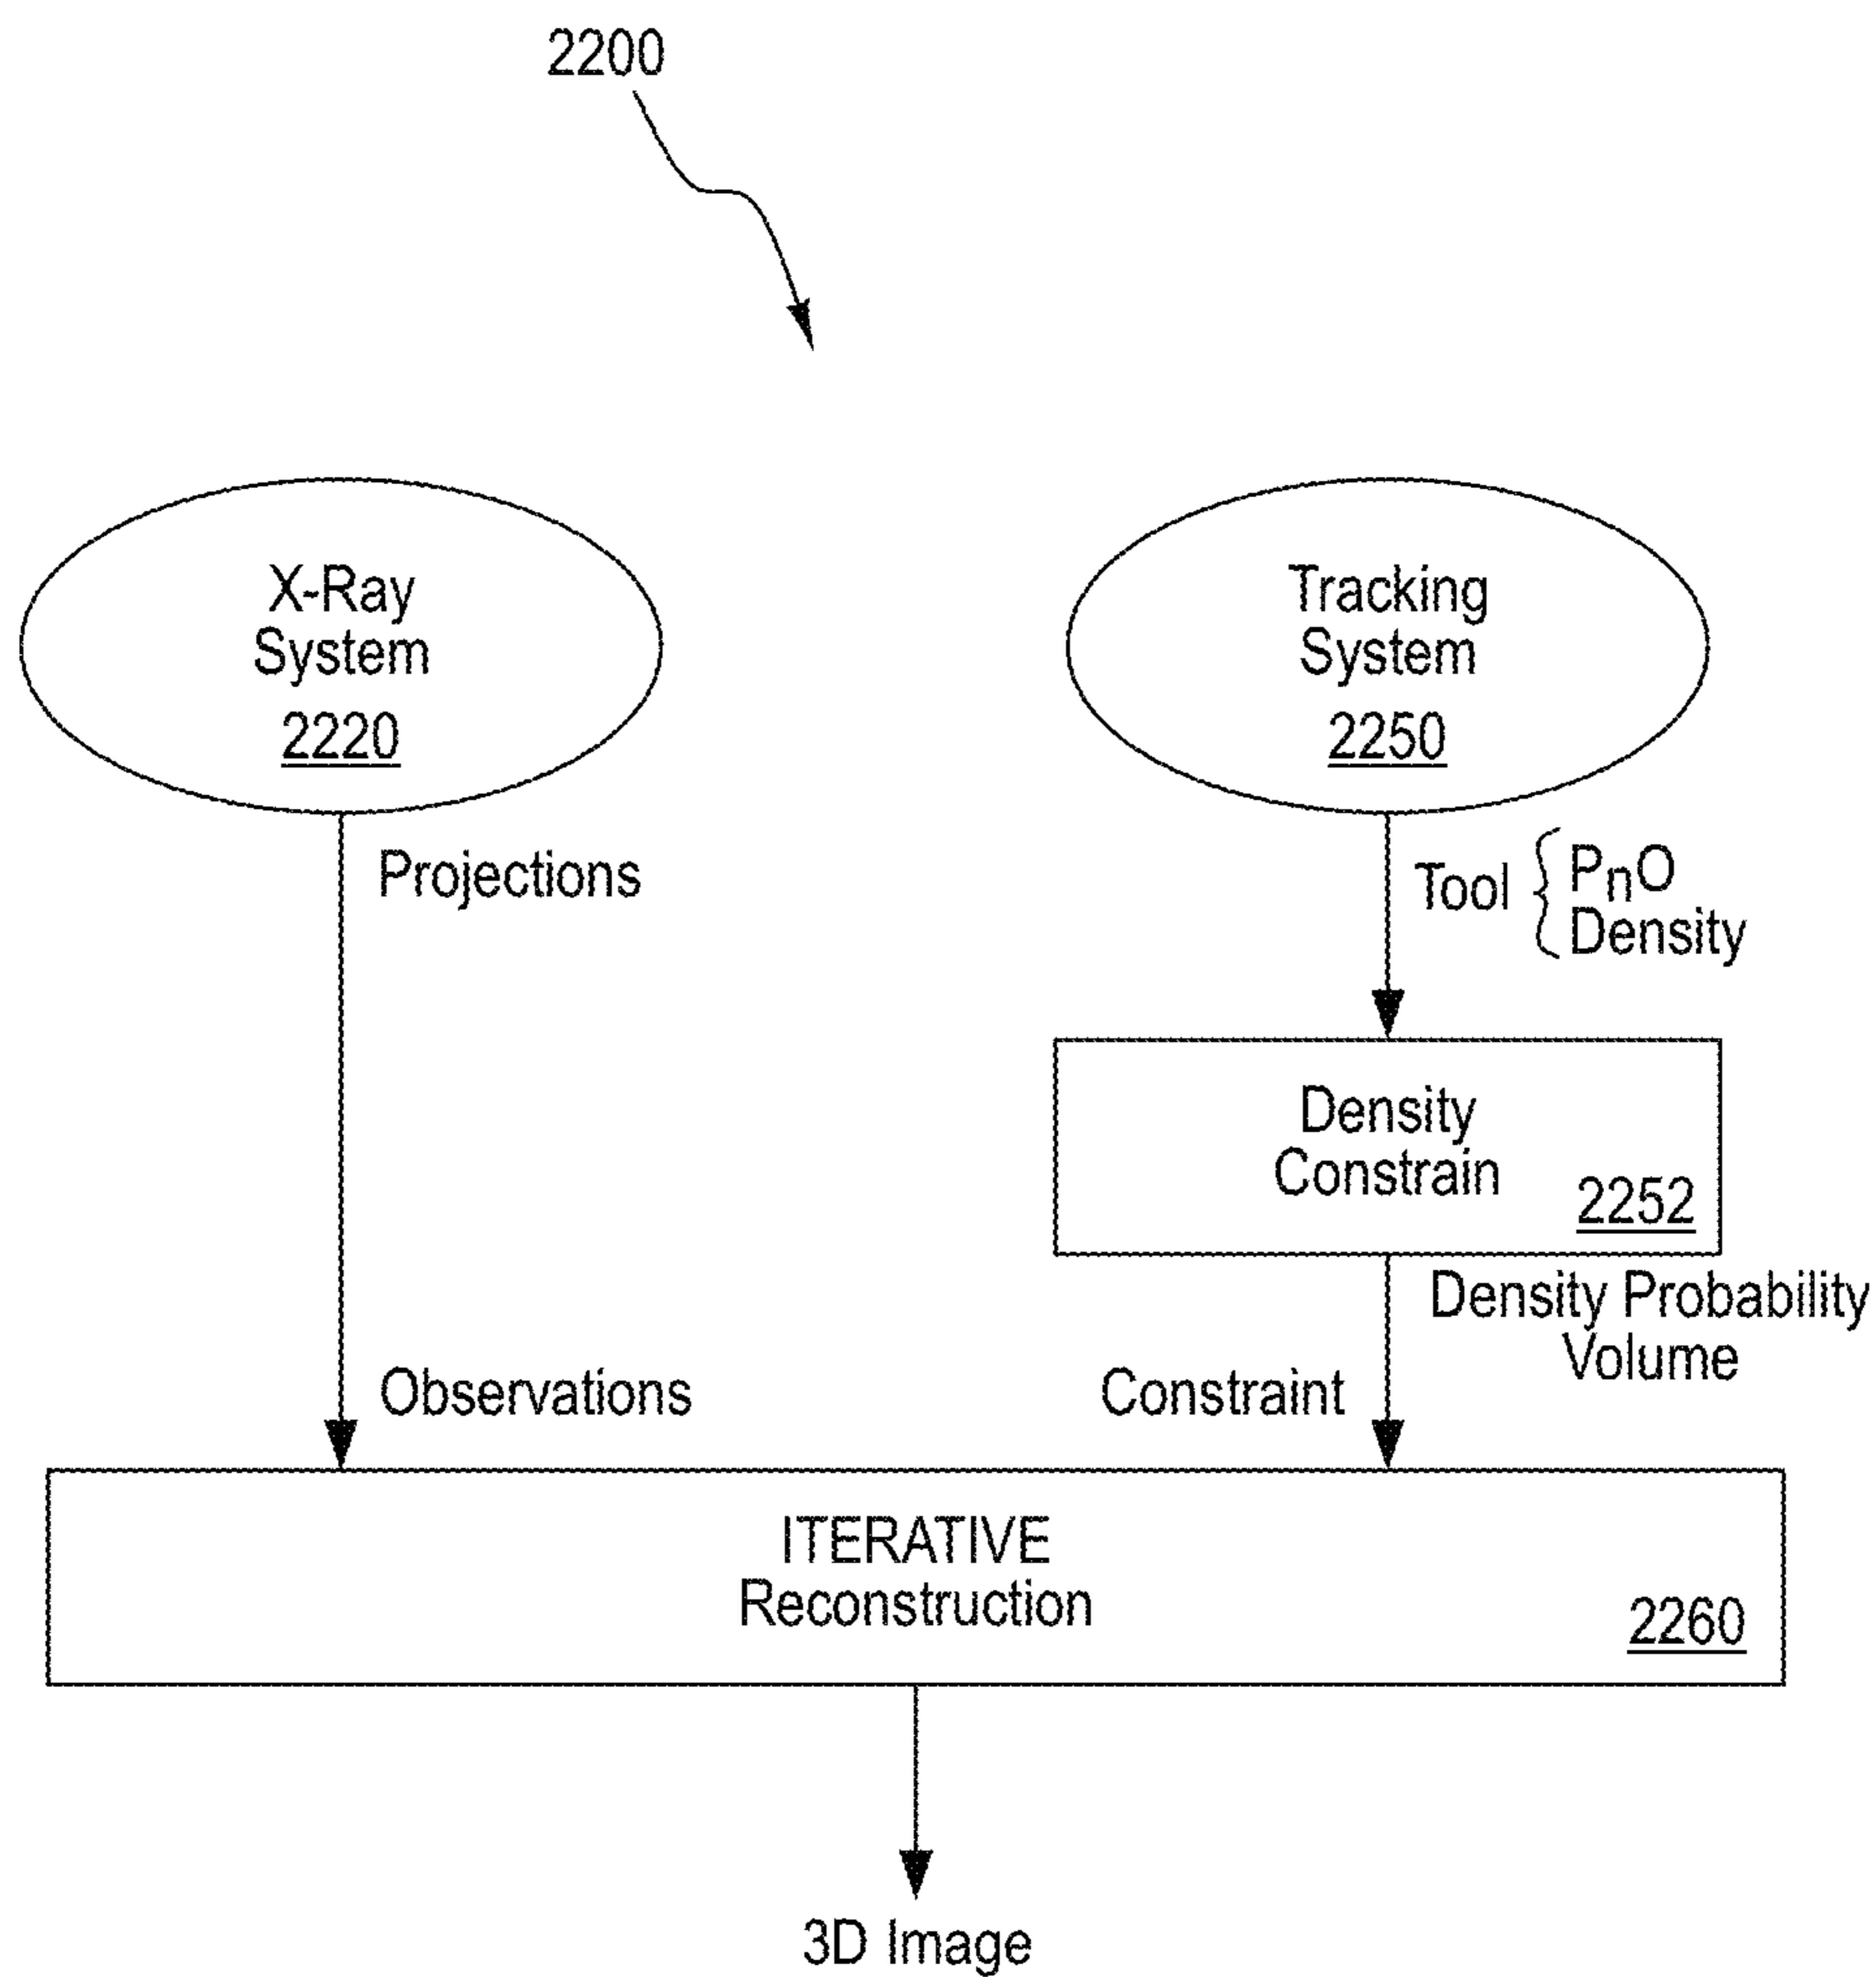 2200
X-Ray
System
2220
Tracking
System
2250
Projections
Tool { PnO
Density
Density
Constrain
2252
Density Probability
Volume
Observations
Constraint
ITERATIVE
Reconstruction
2260
3D Image